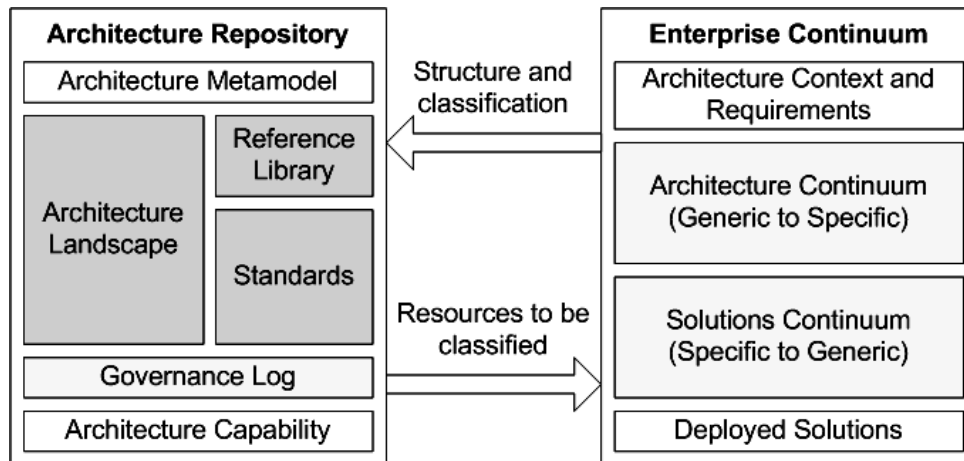 Architecture Repository
Architecture Metamodel
Architecture
Landscape
Reference
Library
Standards
Governance Log
Architecture Capability
Structure and
classification
Resources to be
classified
Enterprise Continuum
Architecture Context and
Requirements
Architecture Continuum
(Generic to Specific)
Solutions Continuum
(Specific to Generic)
Deployed Solutions